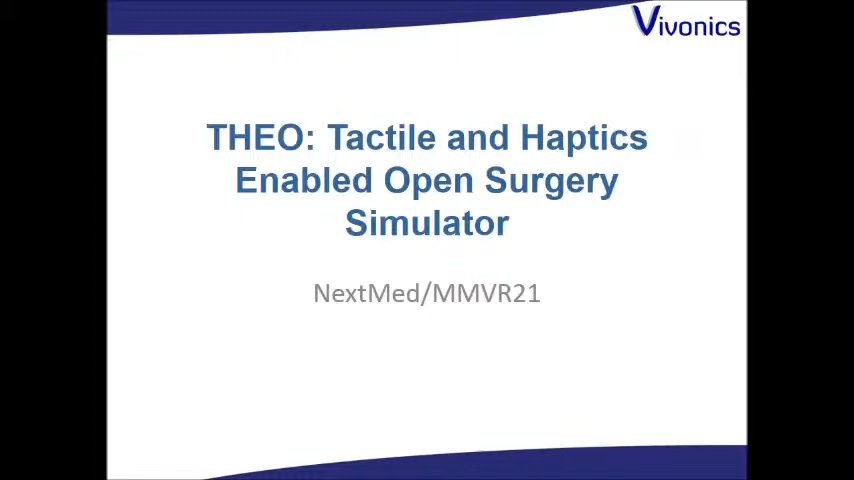 Vivonics
THEO: Tactile and Haptics
Enabled Open Surgery
Simulator
NextMed/MMVR21